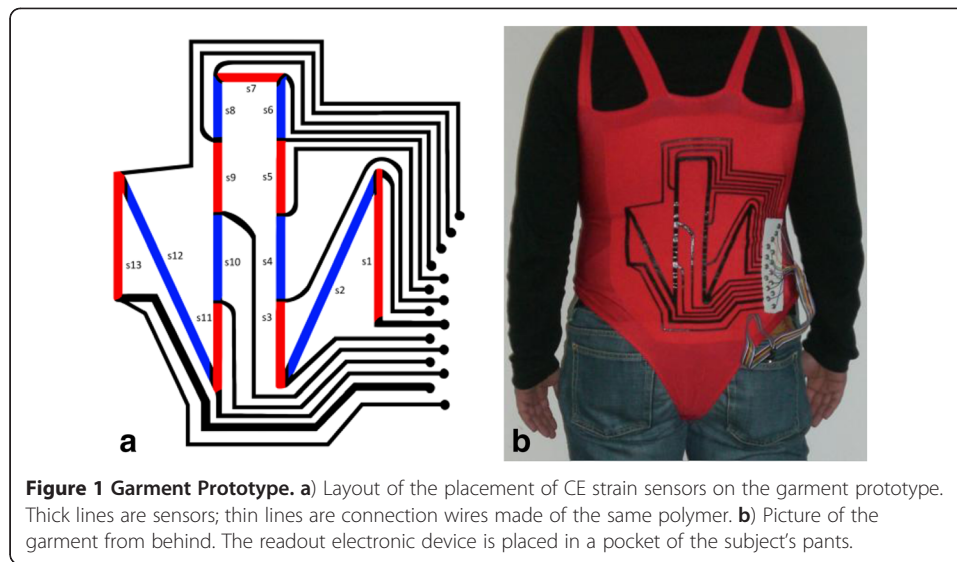 s7
s8
s6
s9
s5
s12
s13
s10
s4
s1
s2
s11
s3
a
b
Figure 1 Garment Prototype. a) Layout of the placement of CE strain sensors on the garment prototype.
Thick lines are sensors; thin lines are connection wires made of the same polymer. b) Picture of the
garment from behind. The readout electronic device is placed in a pocket of the subject's pants.